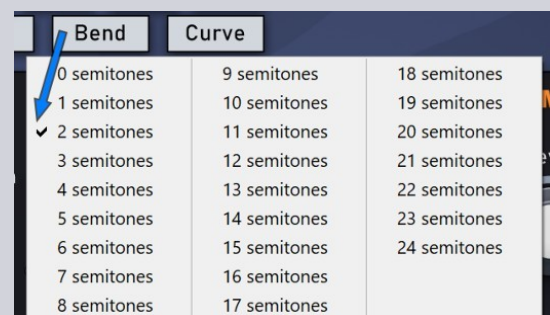 Bend
Curve
0 semitones
1 semitones
2 semitones
3 semitones
4 semitones
5 semitones
6 semitones
7 semitones
8 semitones
9 semitones
10 semitones
11 semitones
12 semitones
13 semitones
14 semitones
15 semitones
16 semitones
17 semitones
18 semitones
19 semitones
20 semitones
21 semitones
22 semitones
23 semitones
24 semitones